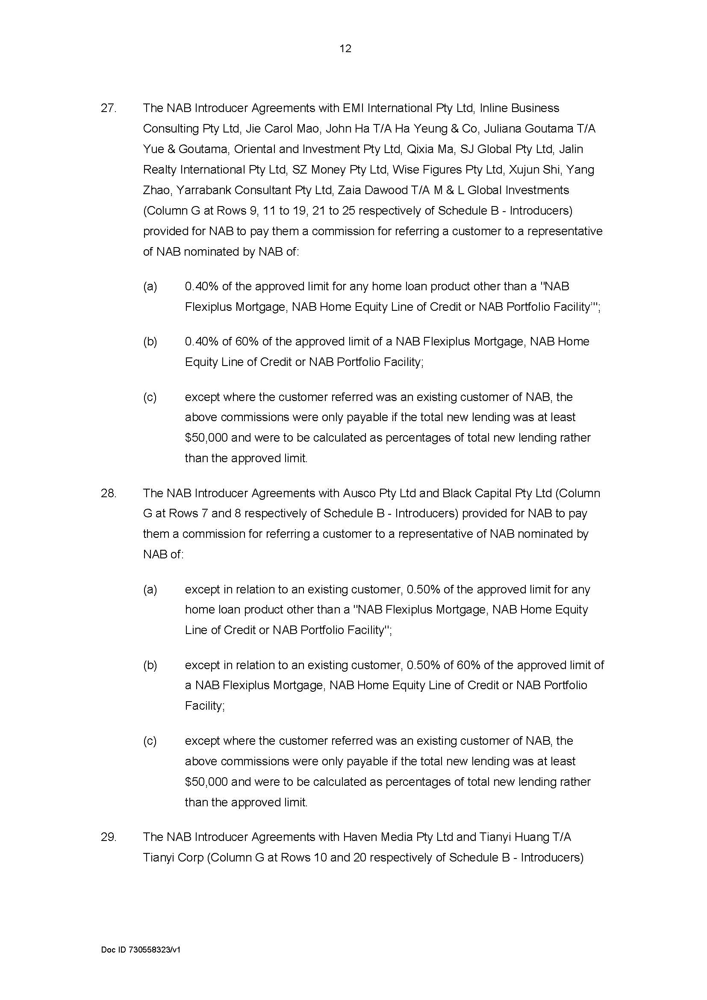 12
27. The NAB Introducer Agreements with EMI International Pty Ltd, Inline Business
Consulting Pty Ltd, Jie Carol Mao, John Ha T/A Ha Yeung & Co, Juliana Goutama T/A
Yue & Goutama, Oriental and Investment Pty Ltd, Qixia Ma, SJ Global Pty Ltd, Jalin
Realty International Pty Ltd, SZ Money Pty Ltd, Wise Figures Pty Ltd, Xujun Shi, Yang
Zhao, Yarrabank Consultant Pty Ltd, Zaia Dawood T/A M & L Global Investments
(Column G at Rows 9, 11 to 19, 21 to 25 respectively of Schedule B - Introducers)
provided for NAB to pay them a commission for referring a customer to a representative
of NAB nominated by NAB of:
(a) 0.40% of the approved limit for any home loan product other than a "NAB
Flexiplus Mortgage, NAB Home Equity Line of Credit or NAB Portfolio Facility’";
(b) 0.40% of 60% of the approved limit of a NAB Flexiplus Mortgage, NAB Home
Equity Line of Credit or NAB Portfolio Facility;
(c) except where the customer referred was an existing customer of NAB, the
above commissions were only payable if the total new lending was at least
$50,000 and were to be calculated as percentages of total new lending rather
than the approved limit.
28. The NAB Introducer Agreements with Ausco Pty Ltd and Black Capital Pty Ltd (Column
G at Rows 7 and 8 respectively of Schedule B - Introducers) provided for NAB to pay
them a commission for referring a customer to a representative of NAB nominated by
NAB of:
(a) except in relation to an existing customer, 0.50% of the approved limit for any
home loan product other than a "NAB Flexiplus Mortgage, NAB Home Equity
Line of Credit or NAB Portfolio Facility";
(b) except in relation to an existing customer, 0.50% of 60% of the approved limit of
a NAB Flexiplus Mortgage, NAB Home Equity Line of Credit or NAB Portfolio
Facility;
(c) except where the customer referred was an existing customer of NAB, the
above commissions were only payable if the total new lending was at least
$50,000 and were to be calculated as percentages of total new lending rather
than the approved limit.
29. The NAB Introducer Agreements with Haven Media Pty Ltd and Tianyi Huang T/A
Tianyi Corp (Column G at Rows 10 and 20 respectively of Schedule B - Introducers)
Doc ID 730558323/v1